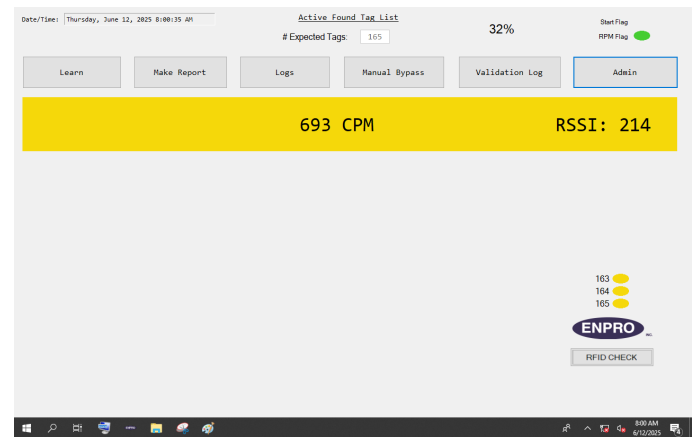 Date/Time: Thursday, June 12, 2025 8:00:35 AM
Active Found Tag List
# Expected Tags: 165
32%
Start Flag
RPM Flag
Learn Make Report Logs Manual Bypass Validation Log Admin
693 CPM RSSI: 214
163
164
165
ENPRO INC.
RFID CHECK
8:00 AM
6/12/2025
4